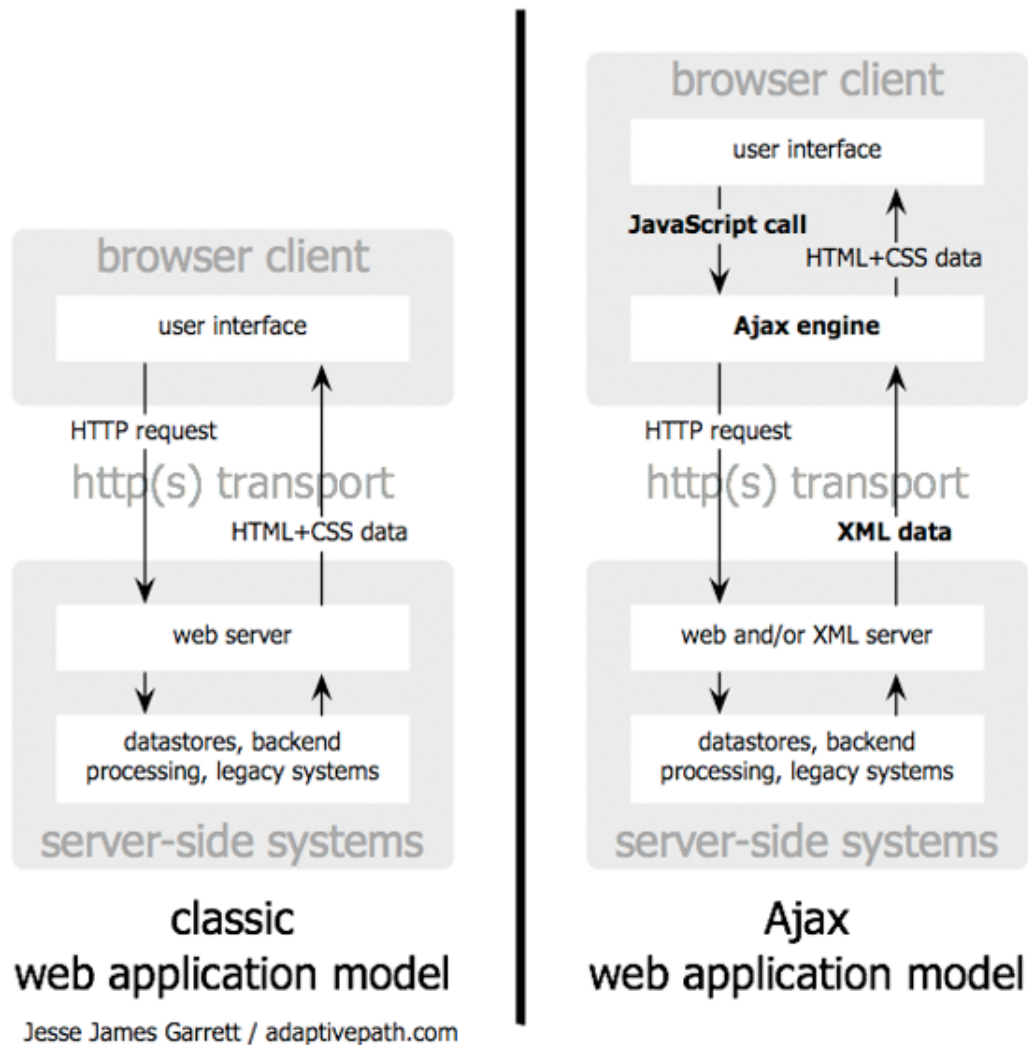 browser client
user interface
HTTP request
http(s) transport
HTML+CSS data
web server
datastores, backend
processing, legacy systems
server-side systems
classic
web application model
Jesse James Garrett / adaptivepath.com
browser client
user interface
JavaScript call
HTML+CSS data
Ajax engine
HTTP request
http(s) transport
XML data
web and/or XML server
datastores, backend
processing, legacy systems
server-side systems
Ajax
web application model